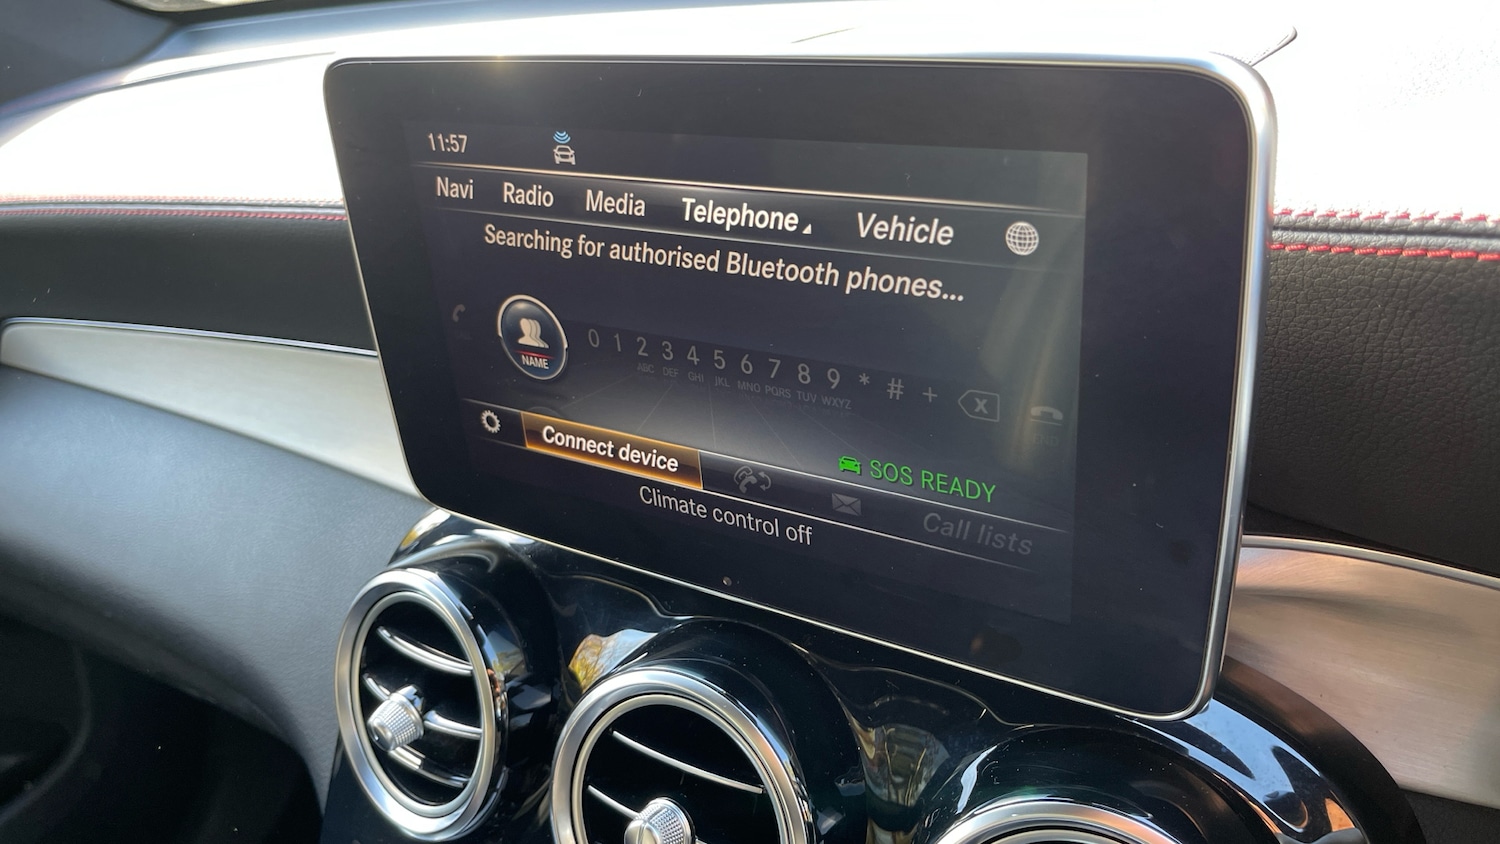 11:57
Navi Radio Media Telephone Vehicle
Searching for authorised Bluetooth phones...
NAME
0 1 2 3 4 5 6 7 8 9 * # +
ABC DEF GHI JKL MNO PQRS TUV WXYZ
X
Connect device
SOS READY
Call lists
Climate control off